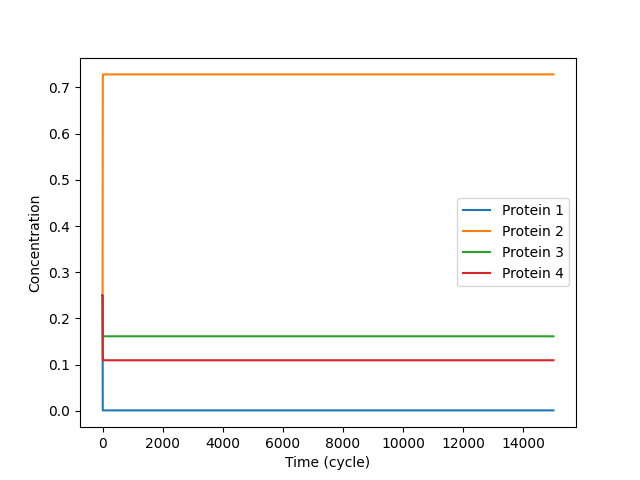 0.7
0.6
0.5
0.4
0.3
0.2
0.1
0.0
Concentration
Protein 1
Protein 2
Protein 3
Protein 4
0 2000 4000 6000 8000 10000 12000 14000
Time (cycle)